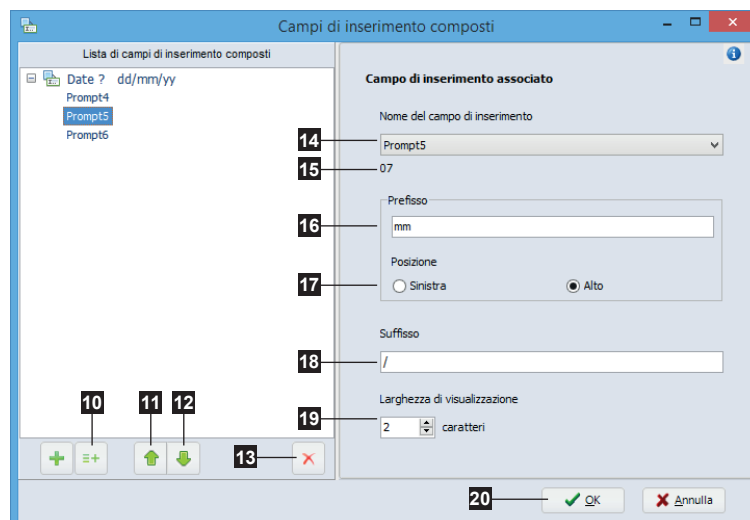 Campi di inserimento composti
Lista di campi di inserimento composti
Date ? dd/mm/yy
Prompt4
Prompt5
Prompt6
10
11
12
13
Campo di inserimento associato
Nome del campo di inserimento
14
Prompt5
15
07
Prefisso
16
mm
Posizione
17
Sinistra
Alto
Suffisso
18
/
Larghezza di visualizzazione
19
2
caratteri
20
OK
Annulla